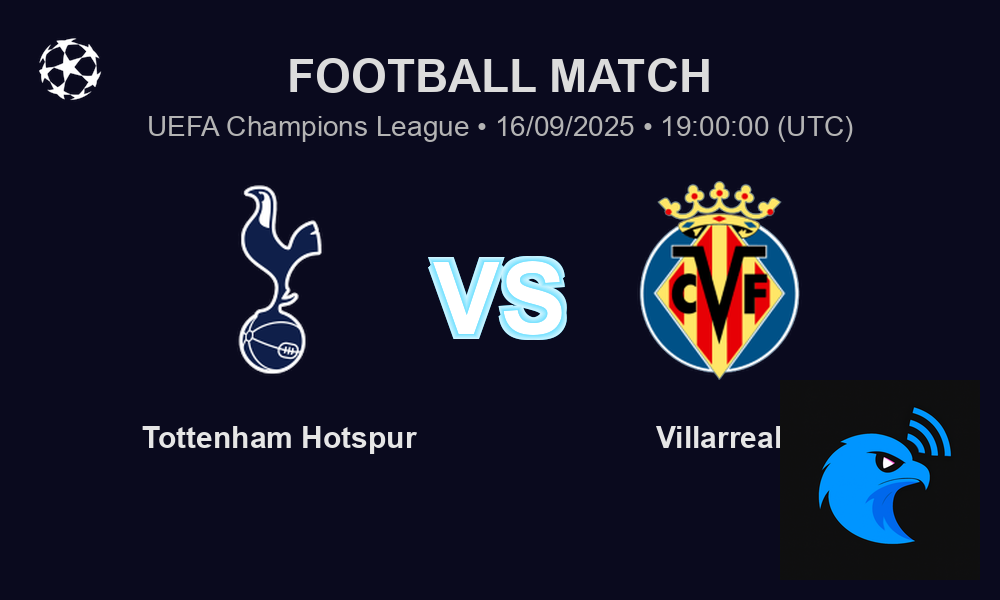 FOOTBALL MATCH
UEFA Champions League • 16/09/2025 • 19:00:00 (UTC)
VS
CVF
Tottenham Hotspur
Villarreal